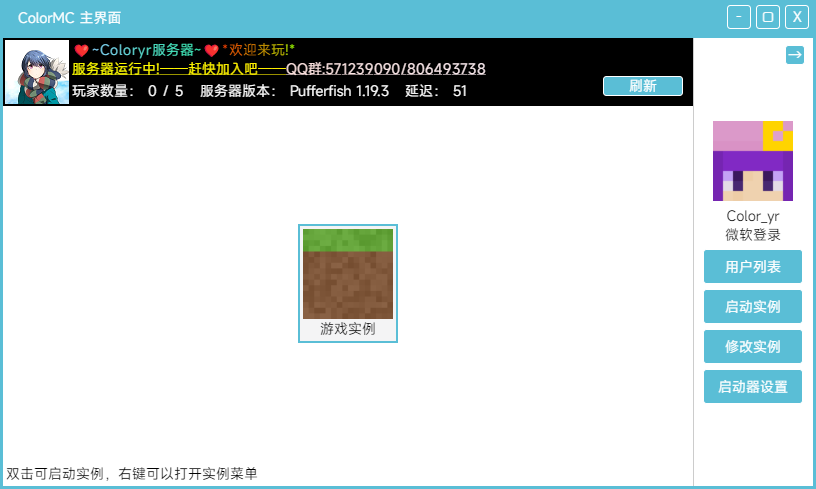 ColorMC 主界面
- X
❤~Coloryr服务器~❤*欢迎来玩!*
服务器运行中!——赶快加入吧——QQ群:571239090/806493738
玩家数量: 0 / 5 服务器版本: Pufferfish 1.19.3 延迟: 51
刷新
Color_yr
微软登录
用户列表
启动实例
修改实例
启动器设置
游戏实例
双击可启动实例，右键可以打开实例菜单